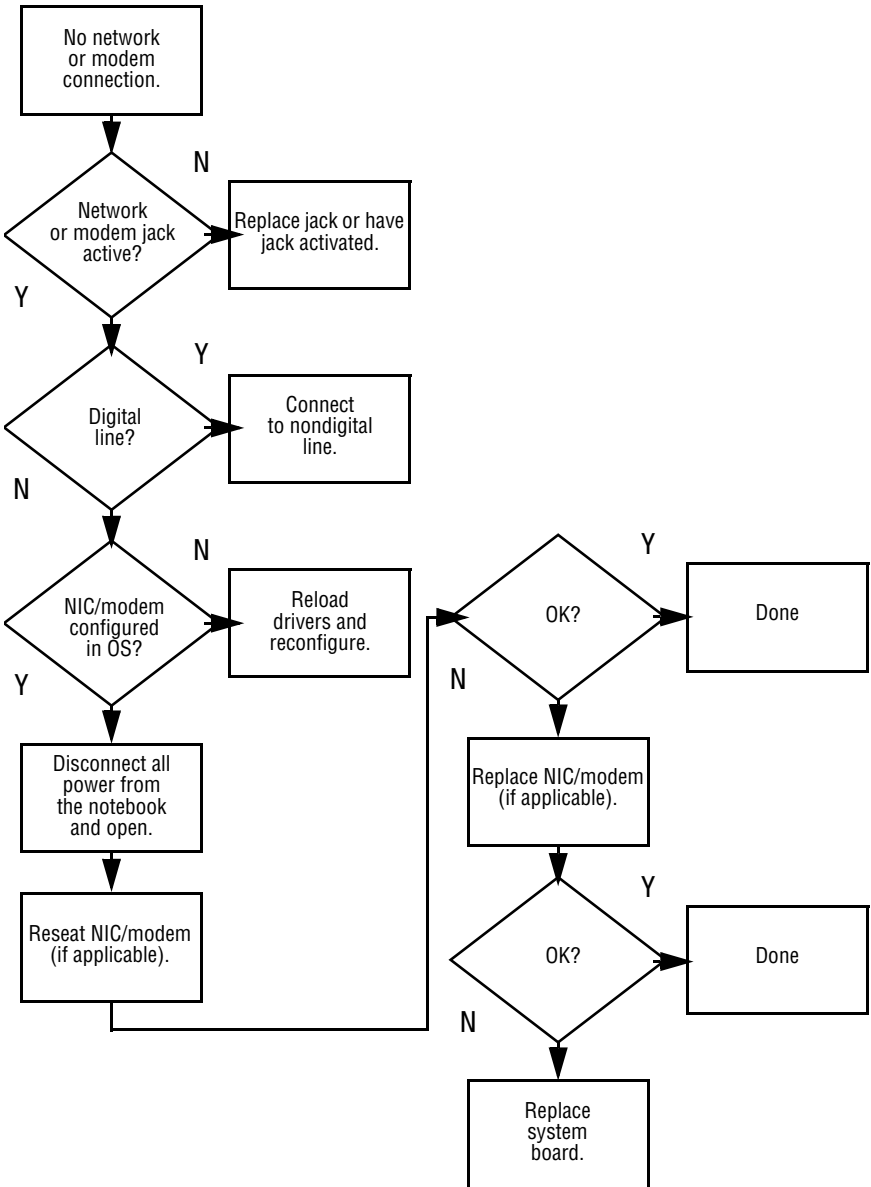 No network
or modem
connection.
N
Network
or modem jack
active?
Replace jack or have
jack activated.
Y
Y
Digital
line?
Connect
to nondigital
line.
N
N
NIC/modem
configured
in OS?
Reload
drivers and
reconfigure.
Y
Disconnect all
power from
the notebook
and open.
Reseat NIC/modem
(if applicable).
Y
OK?
Done
N
Replace NIC/modem
(if applicable).
Y
OK?
Done
N
Replace
system
board.